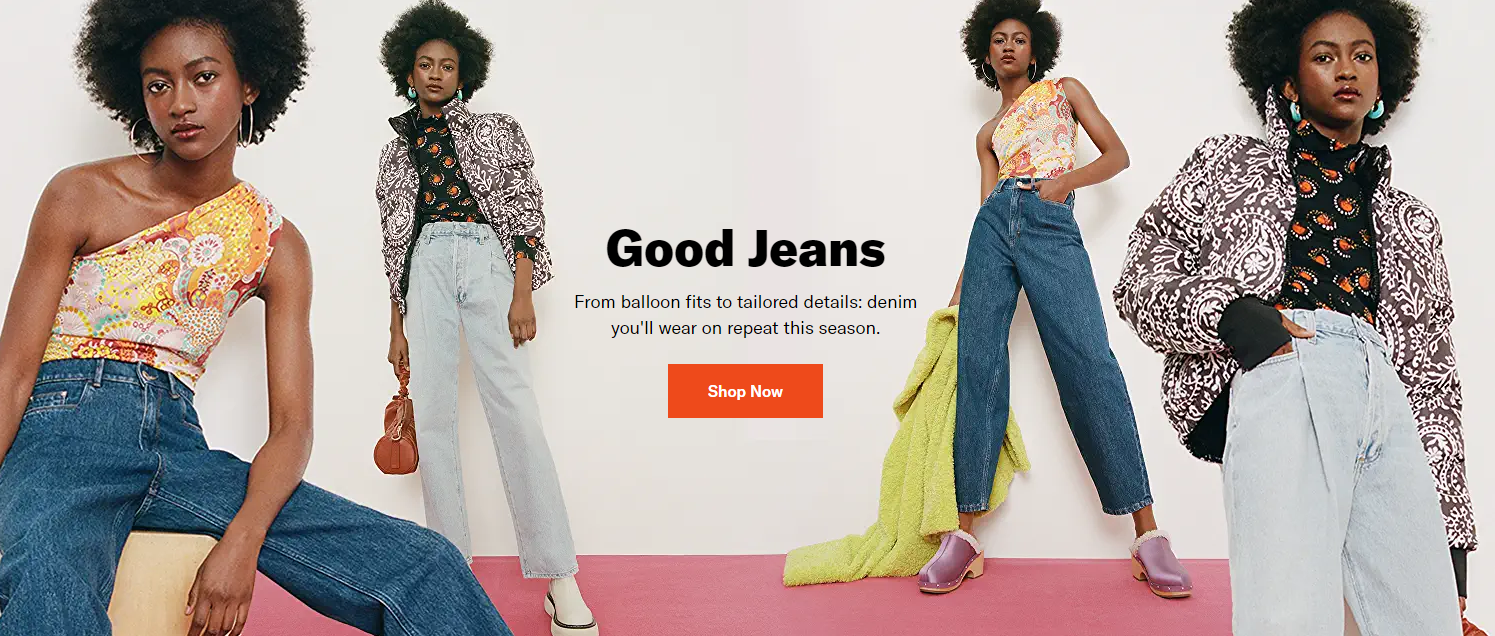 Good Jeans
From balloon fits to tailored details: denim
you'll wear on repeat this season.
Shop Now